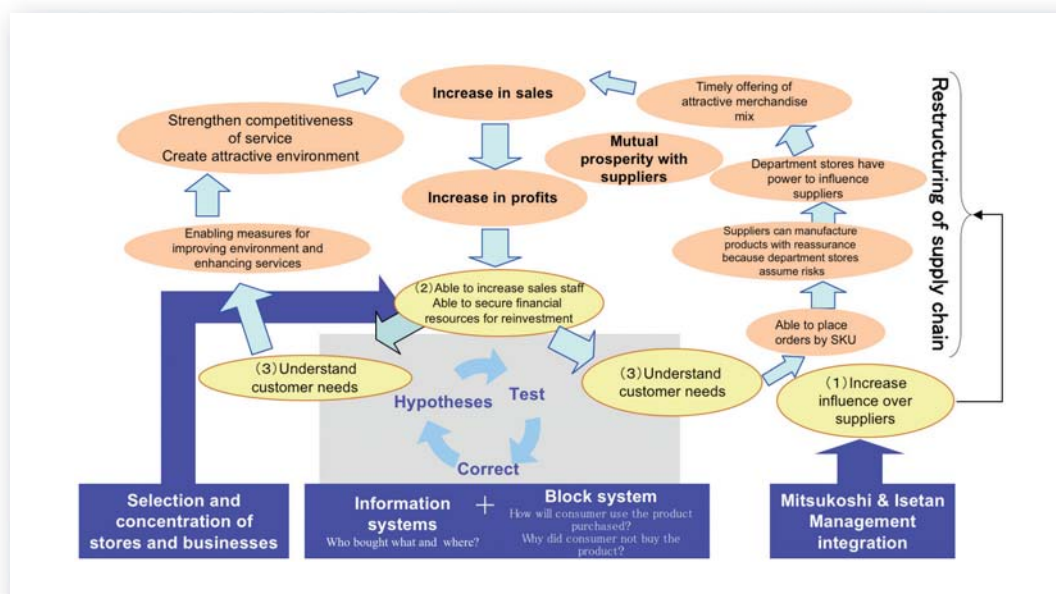 Increase in sales
Timely offering of
attractive merchandise
mix
Strengthen competitiveness
of service
Create attractive environment
Mutual
prosperity with
suppliers
Department stores have
power to influence
suppliers
Increase in profits
Enabling measures for
improving environment and
enhancing services
Suppliers can manufacture
products with reassurance
because department stores
assume risks
Restructuring of supply chain
(2)Able to increase sales staff
Able to secure financial
resources for reinvestment
Able to place
orders by SKU
(3)Understand
customer needs
(3)Understand
customer needs
(1)Increase
influence over
suppliers
Hypotheses
Test
Correct
Selection and
concentration of
stores and businesses
Information
systems
Who bought what and where?
+
Block system
How will consumer use the product
purchased?
Why did consumer not buy the
product?
Mitsukoshi & Isetan
Management
integration